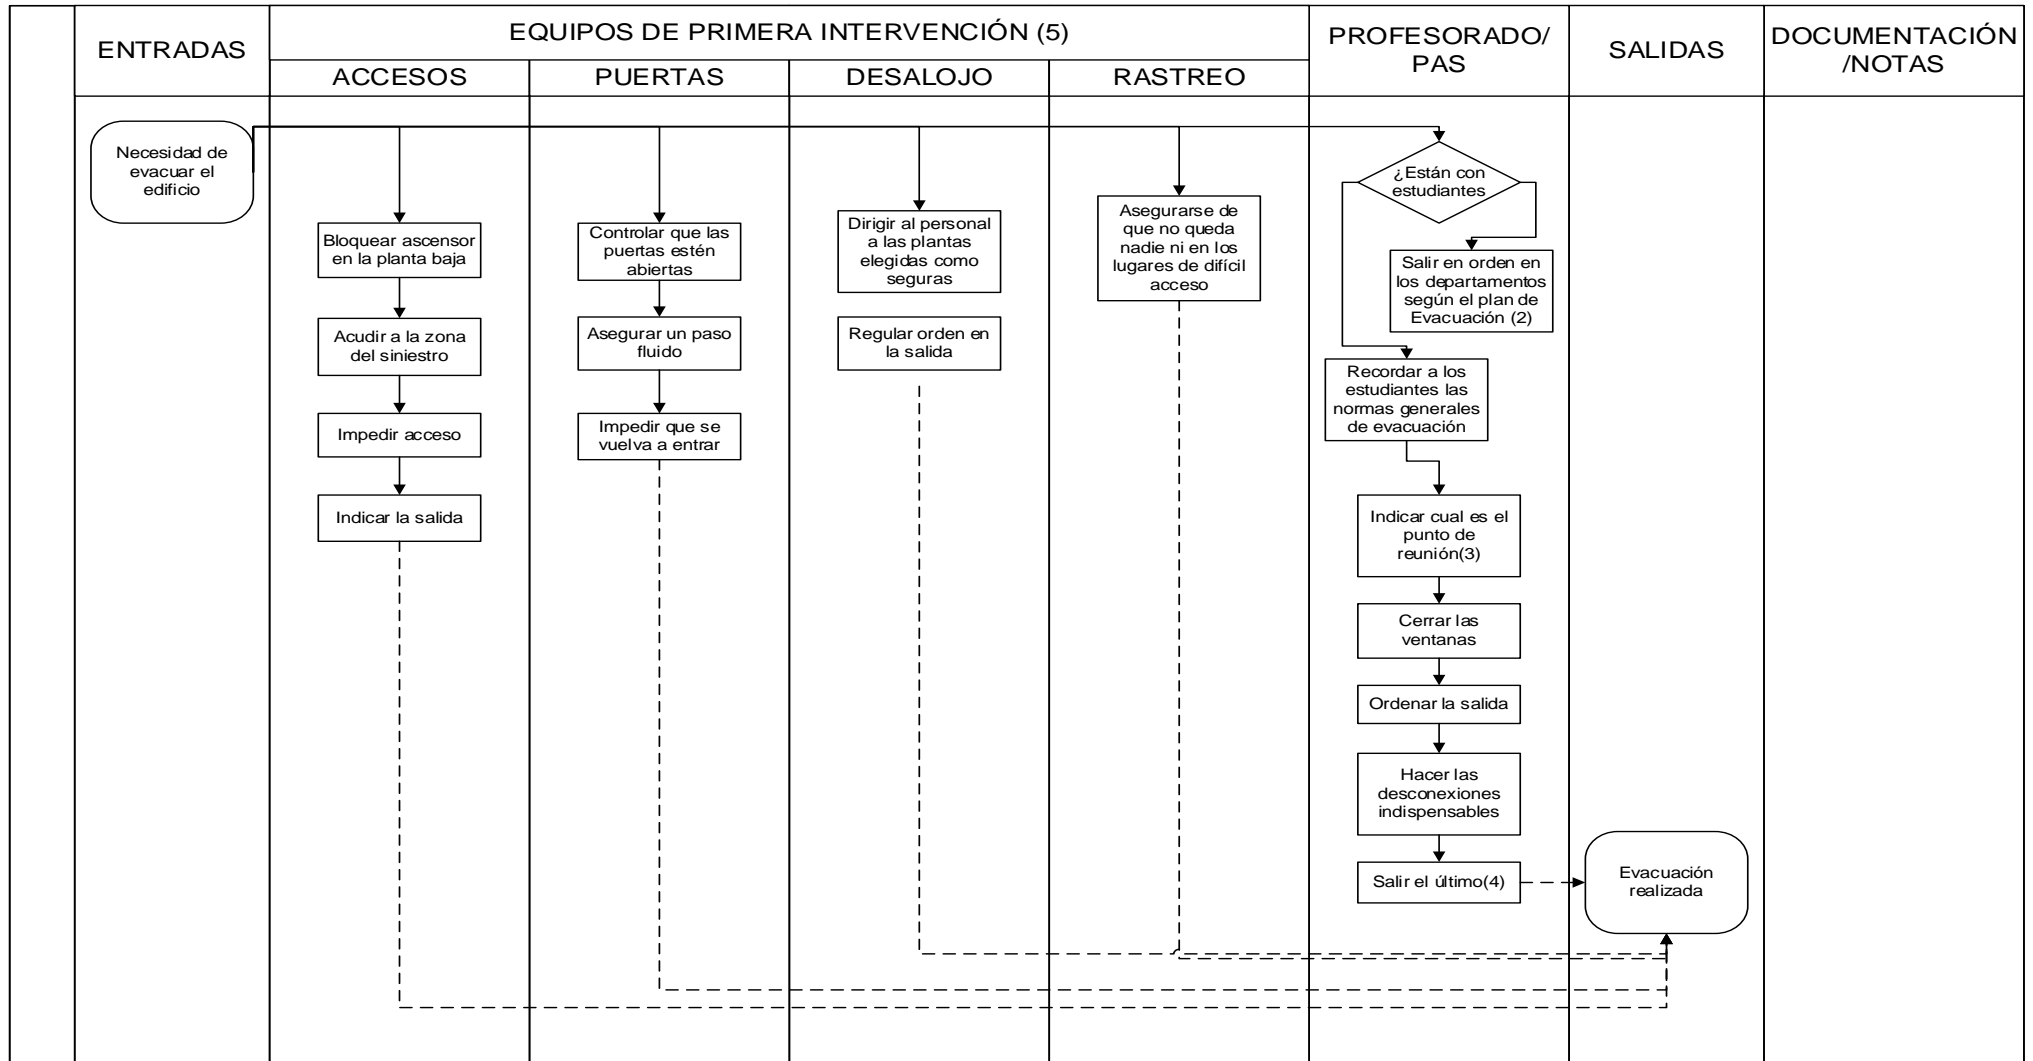 ENTRADAS
EQUIPOS DE PRIMERA INTERVENCIÓN (5)
ACCESOS
PUERTAS
DESALOJO
RASTREO
PROFESORADO/
PAS
SALIDAS
DOCUMENTACIÓN
/NOTAS
Necesidad de
evacuar el
edificio
Bloquear ascensor
en la planta baja
Acudir a la zona
del siniestro
Impedir acceso
Indicar la salida
Controlar que las
puertas estén
abiertas
Asegurar un paso
fluido
Impedir que se
vuelva a entrar
Dirigir al personal
a las plantas
elegidas como
seguras
Regular orden en
la salida
Asegurarse de
que no queda
nadie ni en los
lugares de difícil
acceso
¿Están con
estudiantes
Salir en orden en
los departamentos
según el plan de
Evacuación (2)
Recordar a los
estudiantes las
normas generales
de evacuación
Indicar cual es el
punto de
reunión(3)
Cerrar las
ventanas
Ordenar la salida
Hacer las
desconexiones
indispensables
Salir el último(4)
Evacuación
realizada